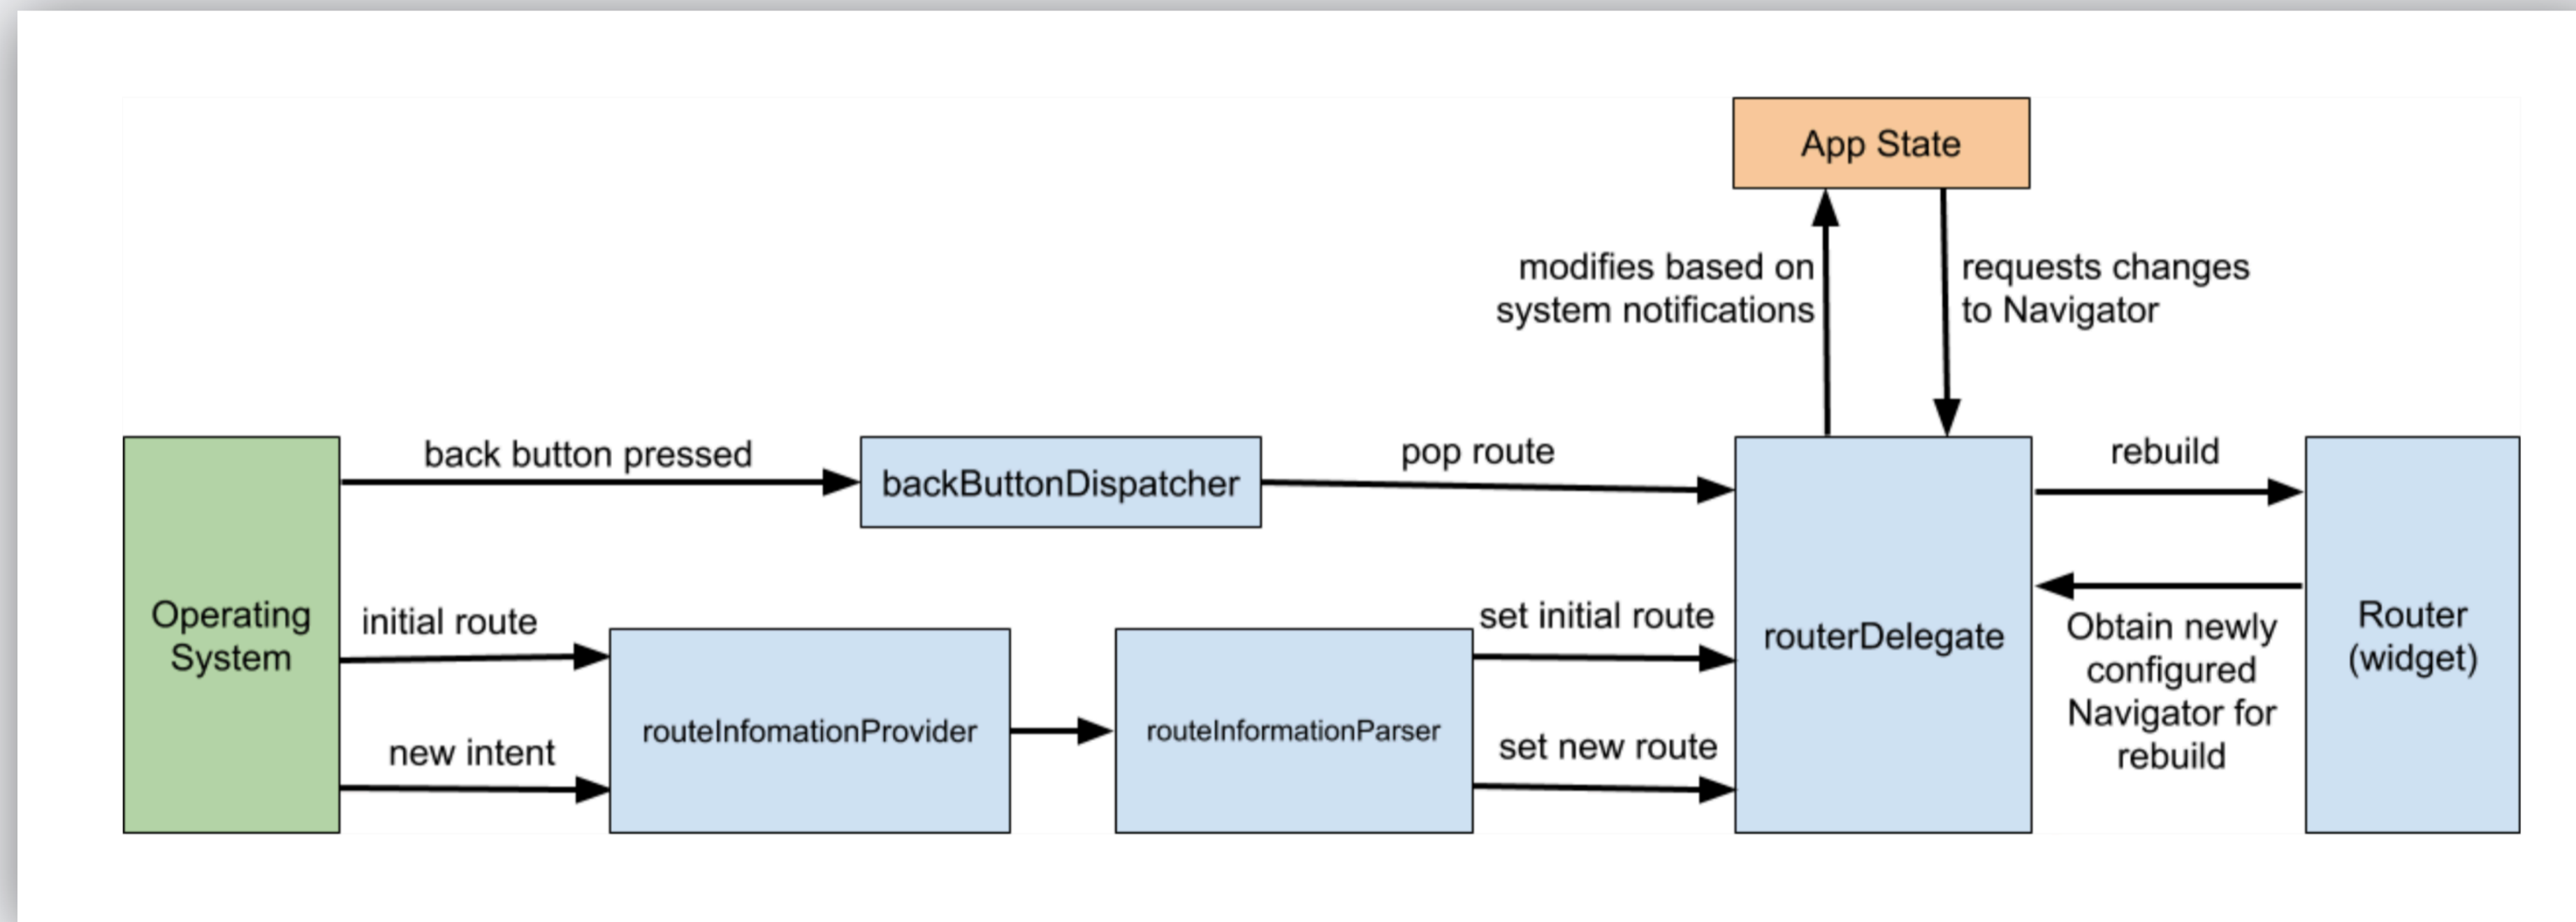 App State
modifies based on
system notifications
requests changes
to Navigator
back button pressed
backButtonDispatcher
pop route
rebuild
Operating
System
initial route
new intent
routeInfomationProvider
routeInformationParser
set initial route
set new route
routerDelegate
Obtain newly
configured
Navigator for
rebuild
Router
(widget)